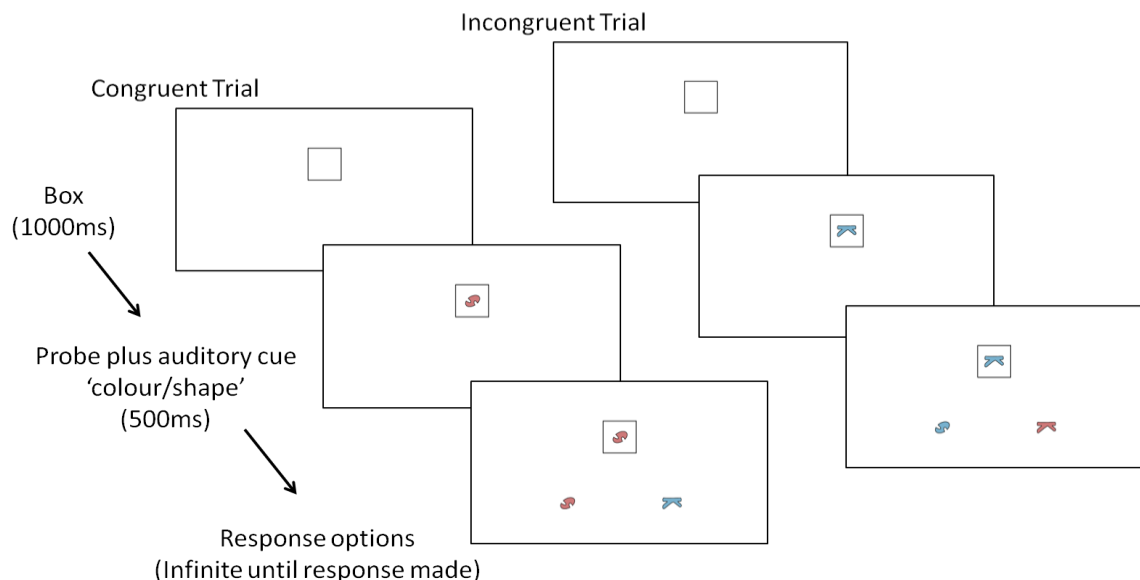 Incongruent Trial
Congruent Trial
Box
(1000ms)
Probe plus auditory cue
‘colour/shape’
(500ms)
Response options
(Infinite until response made)